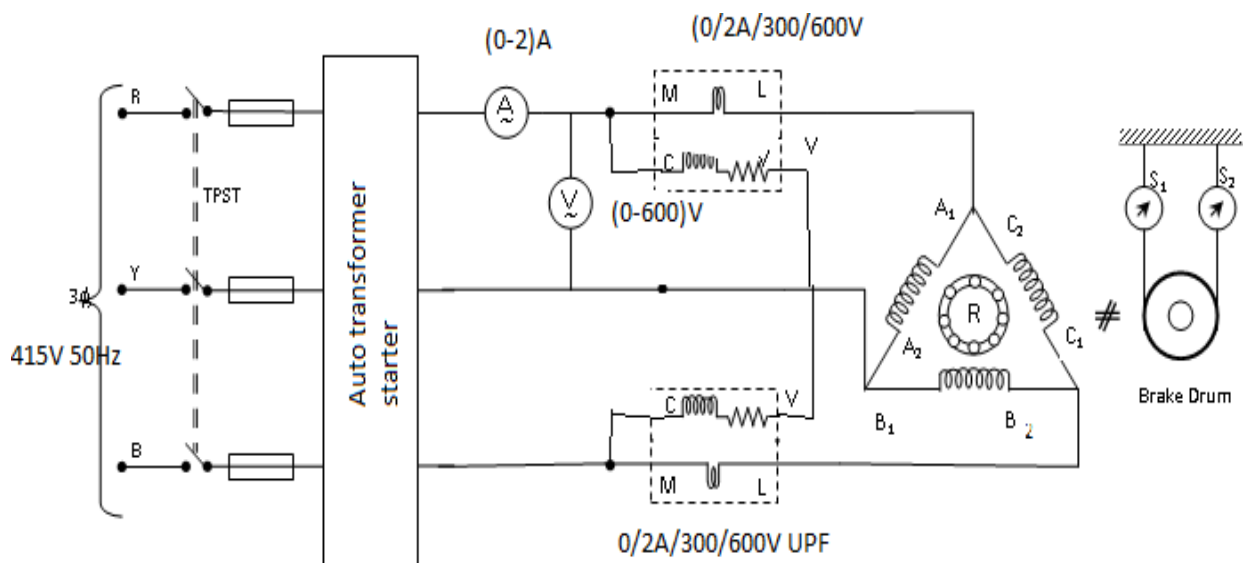 (0-2)A
(0/2A/300/600V
R
A
M
L
C
V
V
TPST
V
(0-600)V
S1
S2
A1
C2
Y
3ϕ
R
#
415V 50Hz
Auto transformer
starter
A2
C1
Brake Drum
C
V
B1
B2
B
M
L
0/2A/300/600V UPF